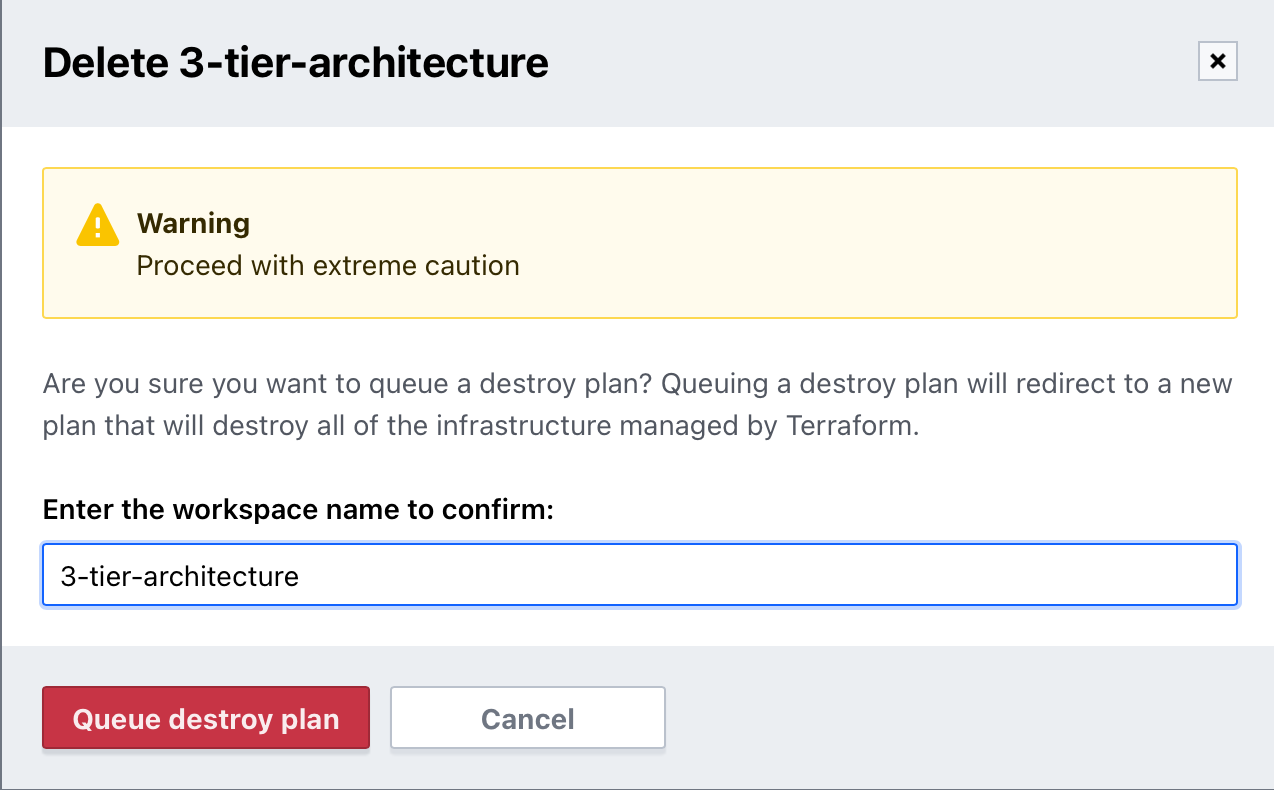 Delete 3-tier-architecture
Warning
Proceed with extreme caution
Are you sure you want to queue a destroy plan? Queuing a destroy plan will redirect to a new
plan that will destroy all of the infrastructure managed by Terraform.
Enter the workspace name to confirm:
3-tier-architecture
Queue destroy plan
Cancel